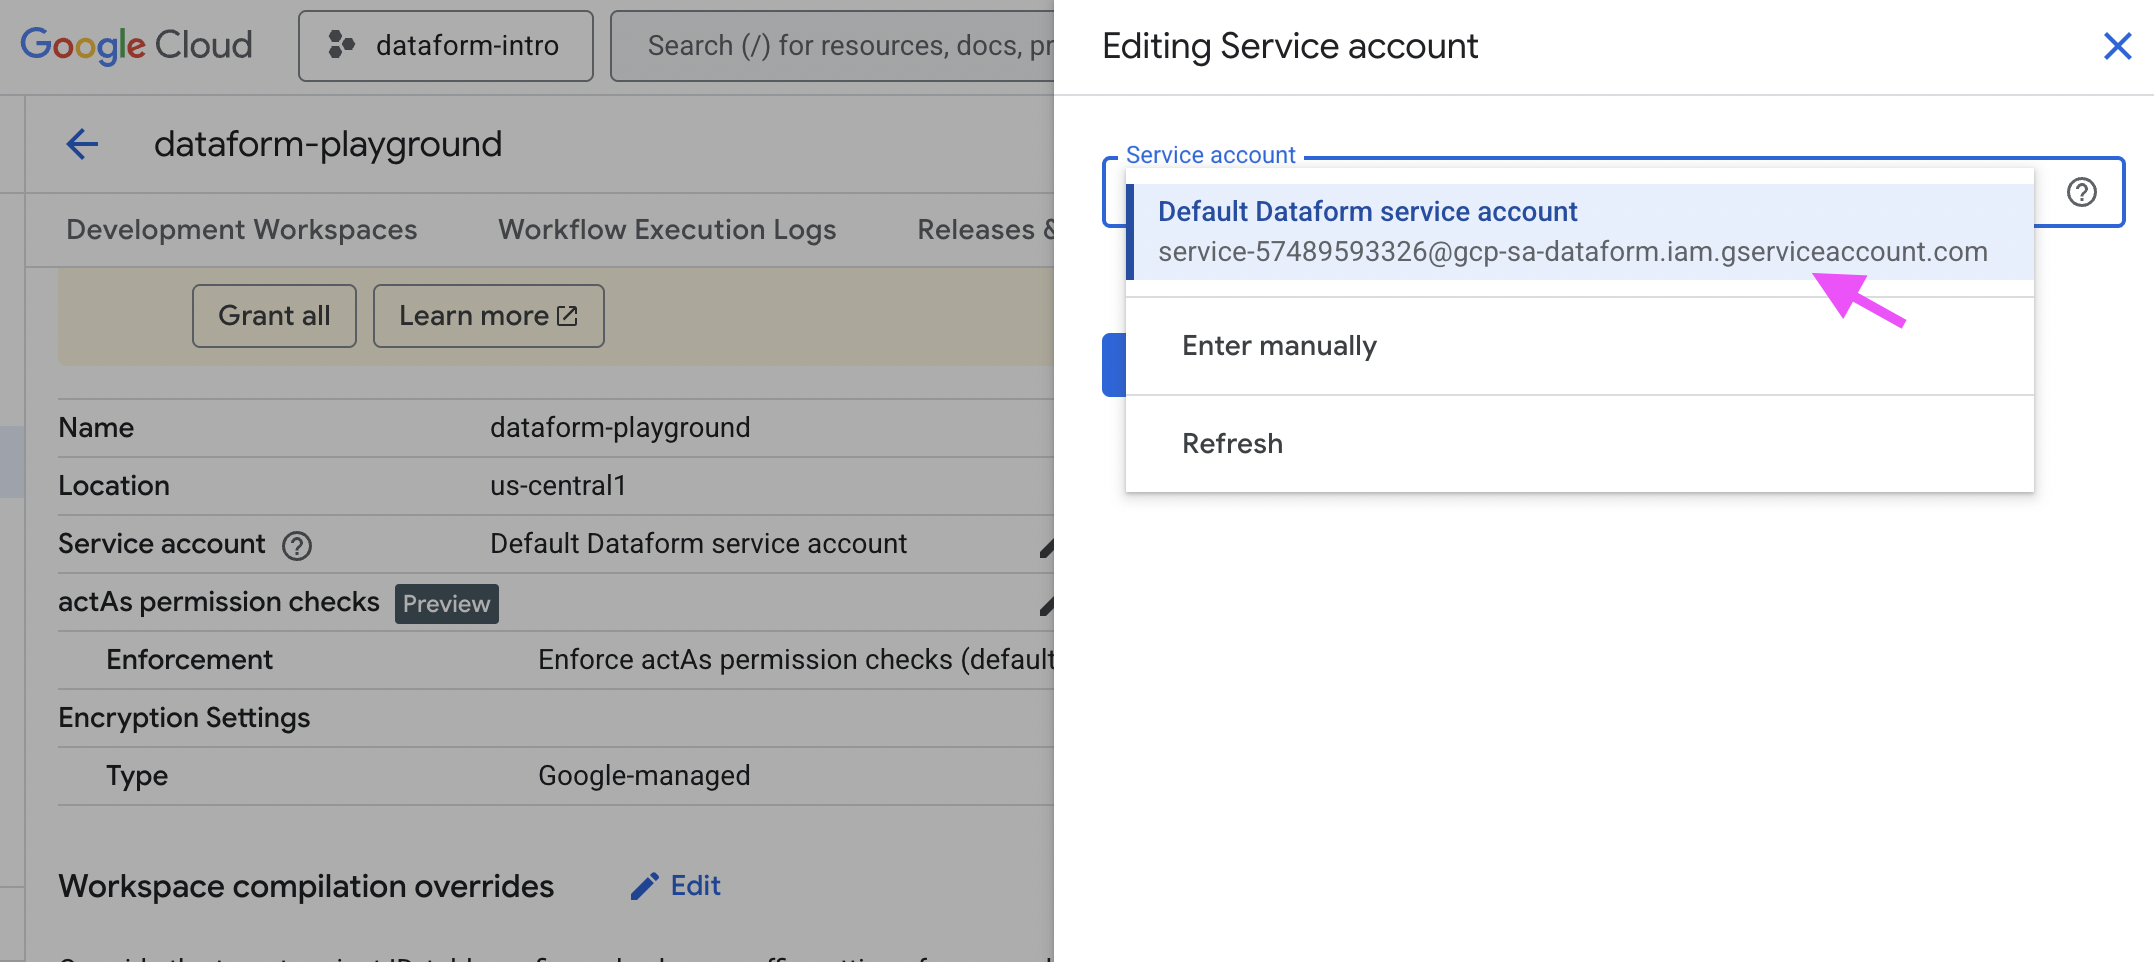 Google Cloud
dataform-intro
Search (/) for resources, docs,
Editing Service account
dataform-playground
Service account
Default Dataform service account
service-57489593326@gcp-sa-dataform.iam.gserviceaccount.com
Enter manually
Refresh
Development Workspaces
Workflow Execution Logs
Releases &
Grant all
Learn more
Name
dataform-playground
Location
us-central1
Service account
Default Dataform service account
actAs permission checks
Preview
Enforcement
Enforce actAs permission checks (default
Encryption Settings
Type
Google-managed
Workspace compilation overrides
Edit